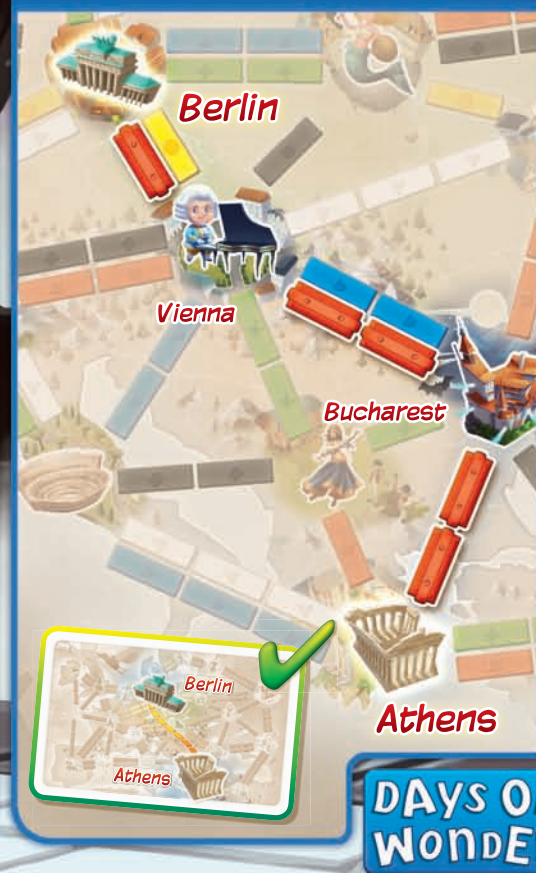 Berlin
Vienna
Bucharest
Berlin
Athens
Athens
DAYS O
WONDE